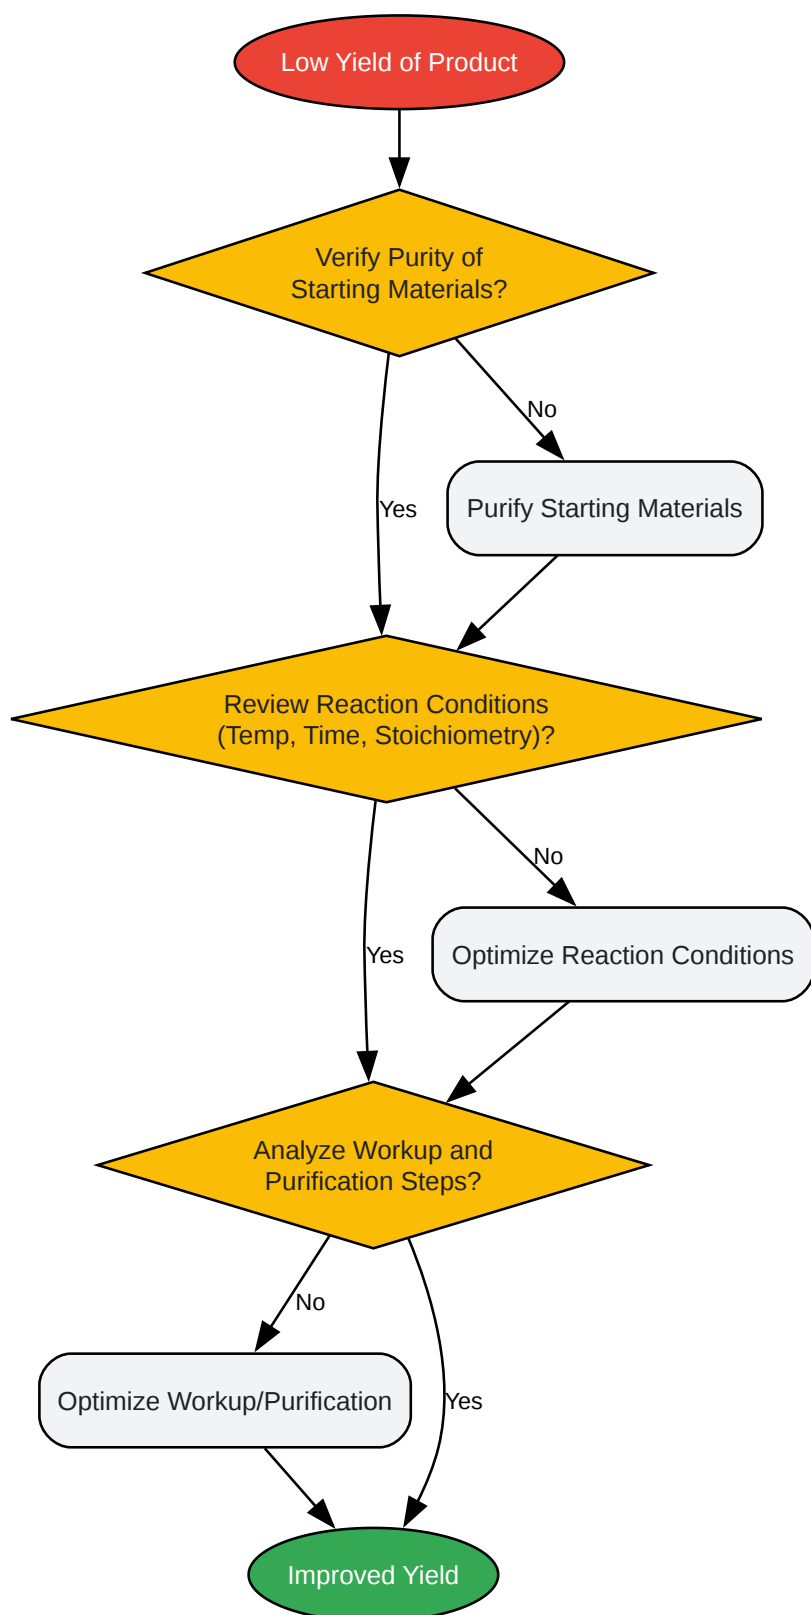 Low Yield of Product
Verify Purity of
Starting Materials?
No
Yes
Purify Starting Materials
Review Reaction Conditions
(Temp, Time, Stoichiometry)?
No
Yes
Optimize Reaction Conditions
Analyze Workup and
Purification Steps?
No
Optimize Workup/Purification
Yes
Improved Yield